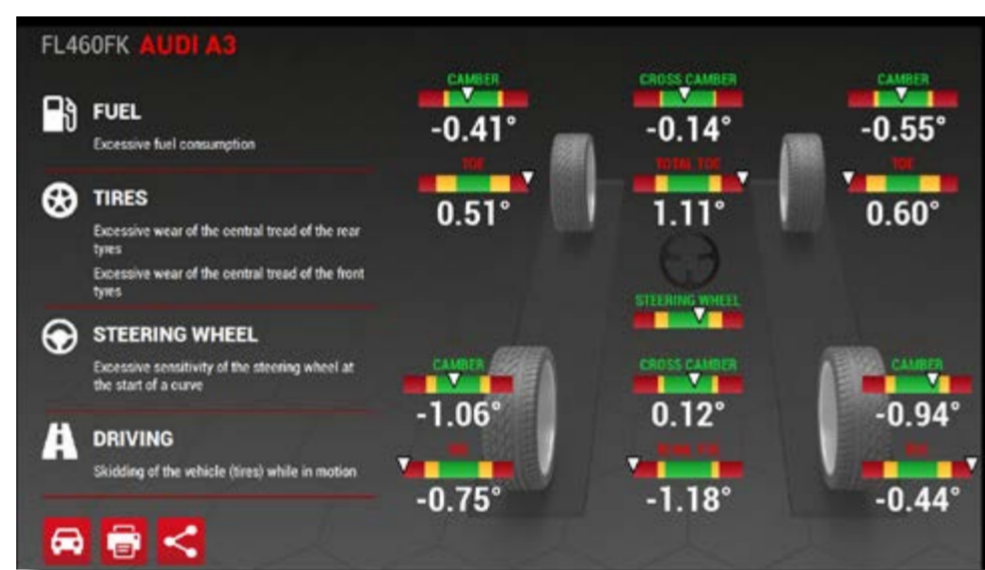 FL460FK AUDI A3
FUEL
Excessive fuel consumption
TIRES
Excessive wear of the central tread of the rear
tyres
Excessive wear of the central tread of the front
tyres
STEERING WHEEL
Excessive sensitivity of the steering wheel at
the start of a curve
DRIVING
Skidding of the vehicle (tires) while in motion
CAMBER CROSS CAMBER CAMBER
-0.41° -0.14° -0.55°
TOE TOTAL TOE TOE
0.51° 1.11° 0.60°
STEERING WHEEL
CAMBER CROSS CAMBER CAMBER
-1.06° 0.12° -0.94°
TOE TOTAL TOE TOE
-0.75° -1.18° -0.44°